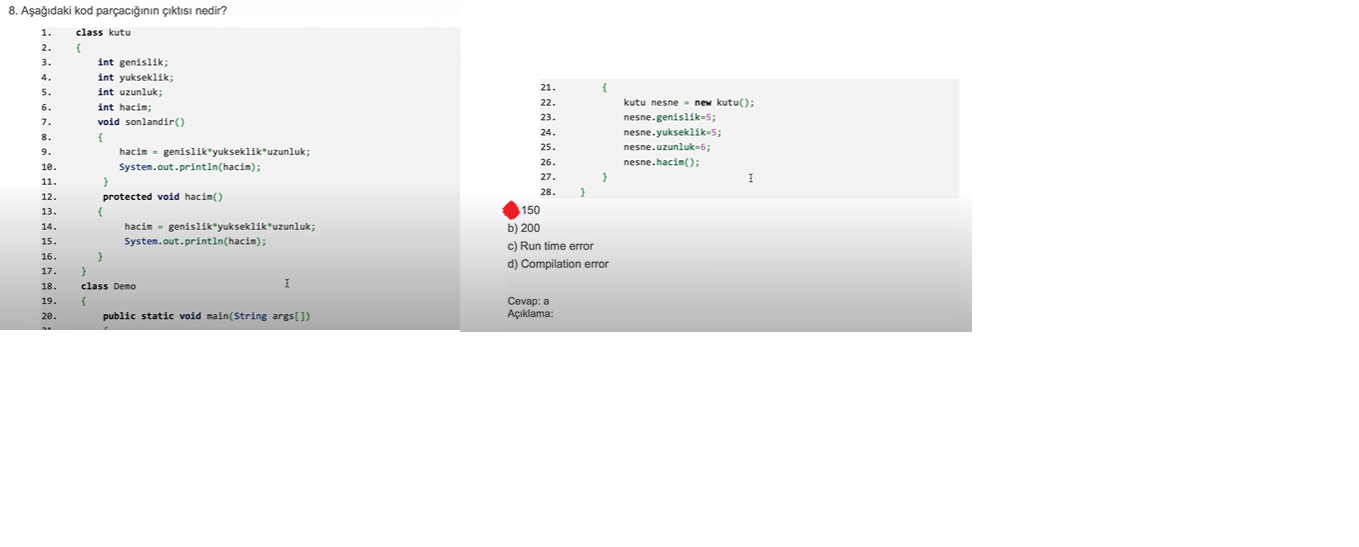 8. Aşağıdaki kod parçacığının çıktısı nedir?
1. class kutu
2. {
3. int genislik;
4. int yukseklik;
5. int uzunluk;
6. int hacim;
7. void sonlandir()
8. {
9. hacim = genislik*yukseklik*uzunluk;
10. System.out.println(hacim);
11. }
12. protected void hacim()
13. {
14. hacim = genislik*yukseklik*uzunluk;
15. System.out.println(hacim);
16. }
17. }
18. class Demo
19. {
20. public static void main(String args[])
21. {
22. kutu nesne = new kutu();
23. nesne.genislik=5;
24. nesne.yukseklik=5;
25. nesne.uzunluk=6;
26. nesne.hacim();
27. }
28. }
150
b) 200
c) Run time error
d) Compilation error
Cevap: a
Açıklama: